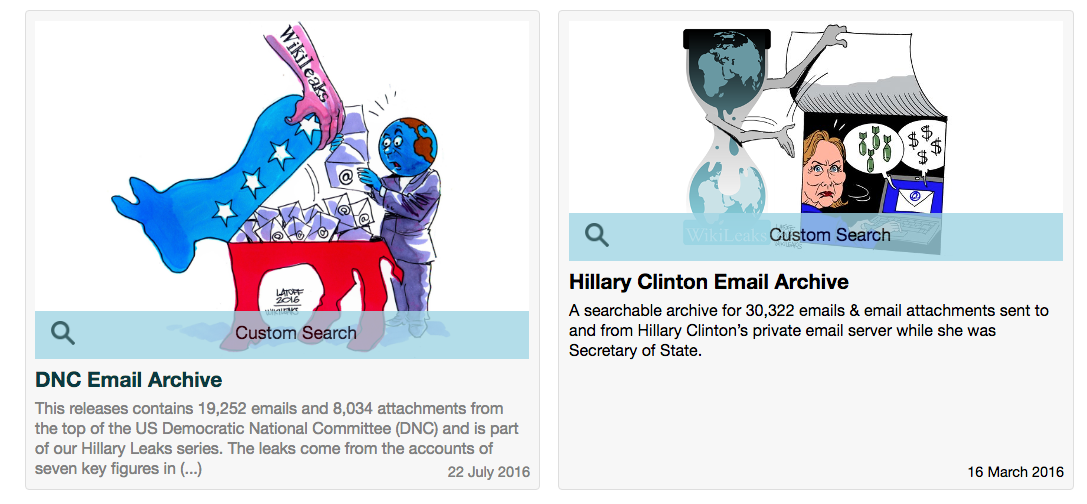 WikiLeaks
@
@
@
@
@
LATUFF
2016
WIKILEAKS
Custom Search
DNC Email Archive
This releases contains 19,252 emails and 8,034 attachments from
the top of the US Democratic National Committee (DNC) and is part
of our Hillary Leaks series. The leaks come from the accounts of
seven key figures in (...)
22 July 2016
$ $
$ $
@
WikiLeaks
Custom Search
Hillary Clinton Email Archive
A searchable archive for 30,322 emails & email attachments sent to
and from Hillary Clinton’s private email server while she was
Secretary of State.
16 March 2016